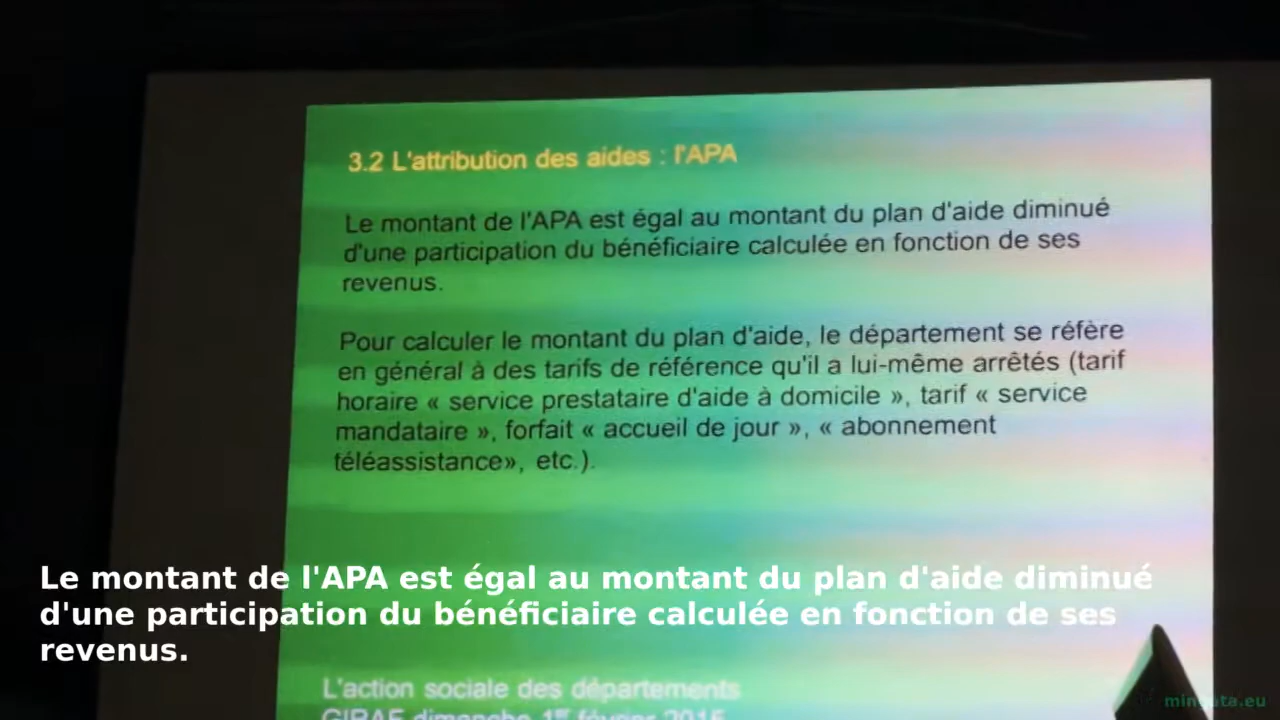 3.2 L'attribution des aides : l'APA
Le montant de l'APA est égal au montant du plan d'aide diminué
d'une participation du bénéficiaire calculée en fonction de ses
revenus.
Pour calculer le montant du plan d'aide, le département se réfère
en général à des tarifs de référence qu'il a lui-même arrêtés (tarif
horaire « service prestataire d'aide à domicile », tarif « service
mandataire », forfait « accueil de jour », « abonnement
téléassistance», etc.).
Le montant de l'APA est égal au montant du plan d'aide diminué
d'une participation du bénéficiaire calculée en fonction de ses
revenus.
L'action sociale des départements
dimanche 1er février 2015